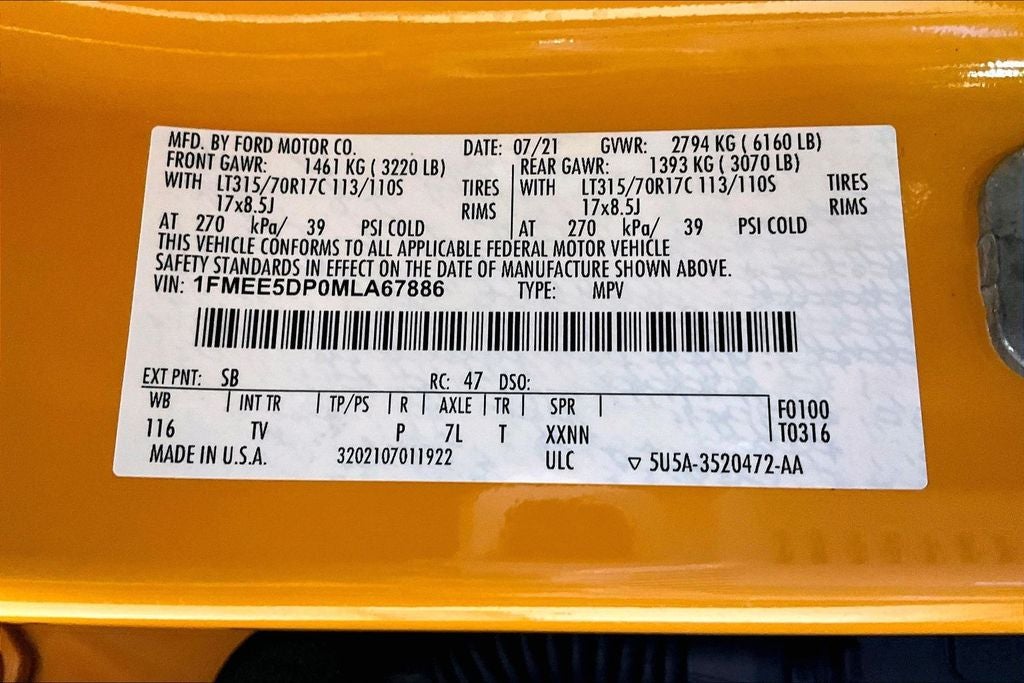 MFD. BY FORD MOTOR CO. DATE: 07/21 GVWR: 2794 KG ( 6160 LB)
FRONT GAWR: 1461 KG ( 3220 LB) REAR GAWR: 1393 KG ( 3070 LB)
WITH LT315/70R17C 113/110S TIRES WITH LT315/70R17C 113/110S TIRES
17x8.5J RIMS 17x8.5J RIMS
AT 270 kPa/ 39 PSI COLD AT 270 kPa/ 39 PSI COLD
THIS VEHICLE CONFORMS TO ALL APPLICABLE FEDERAL MOTOR VEHICLE
SAFETY STANDARDS IN EFFECT ON THE DATE OF MANUFACTURE SHOWN ABOVE.
VIN: 1FMEE5DP0MLA67886 TYPE: MPV
EXT PNT: SB RC: 47 DSO:
WB INT TR TP/PS R AXLE TR SPR F0100
116 TV P 7L T XXNN T0316
MADE IN U.S.A. 3202107011922 ULC ▽ 5U5A-3520472-AA